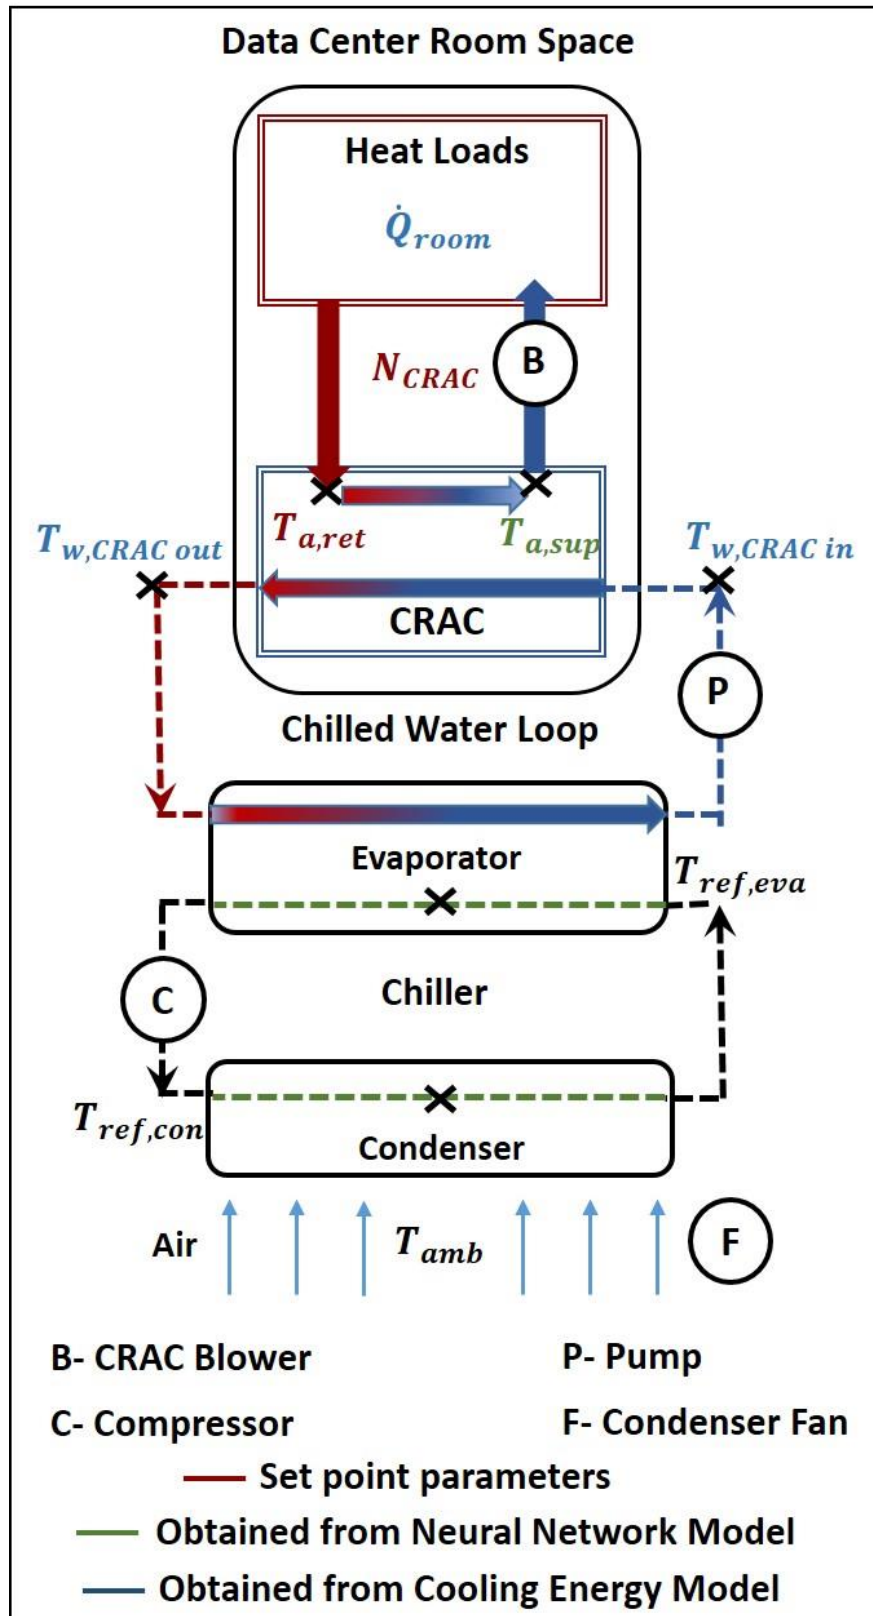 Data Center Room Space
Heat Loads
Q̇room
NCRAC
B
Ta,ret
Ta,sup
Tw,CRAC out
Tw,CRAC in
CRAC
P
Chilled Water Loop
Evaporator
Tref,eva
C
Chiller
Tref,con
Condenser
Air
Tamb
F
B- CRAC Blower
P- Pump
C- Compressor
F- Condenser Fan
Set point parameters
Obtained from Neural Network Model
Obtained from Cooling Energy Model